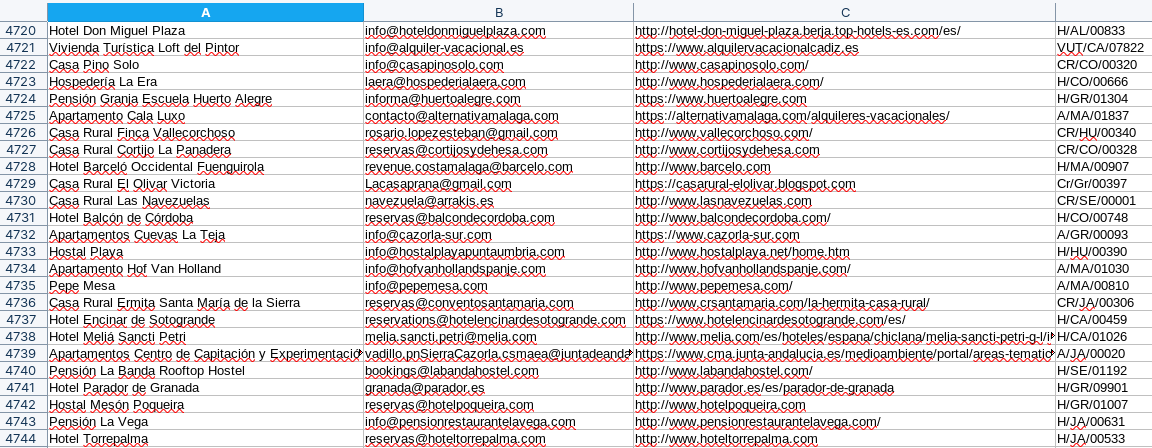 A B C
4720 Hotel Don Miguel Plaza info@hoteldonmiguelplaza.com http://hotel-don-miguel-plaza.berja.top-hotels-es.com/es/ H/AL/00833
4721 Vivienda Turística Loft del Pintor info@alquiler-vacacional.es https://www.alquilervacacionalcadiz.es VUT/CA/07822
4722 Casa Pino Solo info@casapinosolo.com http://www.casapinosolo.com/ CR/CO/00320
4723 Hospedería La Era laera@hospederialaera.com http://www.hospederialaera.com/ H/CO/00666
4724 Pensión Granja Escuela Huerto Alegre informa@huertoalegre.com https://www.huertoalegre.com H/GR/01304
4725 Apartamento Cala Luxo contacto@alternativamalaga.com https://alternativamalaga.com/alquileres-vacacionales/ A/MA/01837
4726 Casa Rural Finca Vallecorchoso rosario.lopezesteban@gmail.com http://www.vallecorchoso.com/ CR/HU/00340
4727 Casa Rural Cortijo La Panadera reservas@cortijosydehesa.com http://www.cortijosydehesa.com CR/CO/00328
4728 Hotel Barceló Occidental Fuengirola revenue.costamalaga@barcelo.com http://www.barcelo.com H/MA/00907
4729 Casa Rural El Olivar Victoria Lacasaprana@gmail.com https://casarural-elolivar.blogspot.com Cr/Gr/00397
4730 Casa Rural Las Navezuelas navezuela@arrakis.es http://www.lasnavezuelas.com CR/SE/00001
4731 Hotel Balcón de Córdoba reservas@balcondecordoba.com http://www.balcondecordoba.com/ H/CO/00748
4732 Apartamentos Cuevas La Teja info@cazorla-sur.com https://www.cazorla-sur.com A/GR/00093
4733 Hostal Playa info@hostalplayapuntaumbria.com http://www.hostalplaya.net/home.htm H/HU/00390
4734 Apartamento Hof Van Holland info@hofvanhollandspanje.com http://www.hofvanhollandspanje.com/ A/MA/01030
4735 Pepe Mesa info@pepemesa.com http://www.pepemesa.com/ A/MA/00810
4736 Casa Rural Ermita Santa María de la Sierra reservas@conventosantamaria.com http://www.crsantamaria.com/la-hermita-casa-rural/ CR/JA/00306
4737 Hotel Encinar de Sotogrande reservations@hotelencinardesotogrande.com https://www.hotelencinardesotogrande.com/es/ H/CA/00459
4738 Hotel Meliá Sancti Petri melia.sancti.petri@melia.com http://www.melia.com/es/hoteles/espana/chiclana/melia-sancti-petri-g-l/i H/CA/01026
4739 Apartamentos Centro de Capitación y Experimentació vadillo.pnSierraCazorla.csmaea@juntadeanda https://www.cma.junta-andalucia.es/medioambiente/portal/areas-tematic A/JA/00020
4740 Pensión La Banda Rooftop Hostel bookings@labandahostel.com http://www.labandahostel.com/ H/SE/01192
4741 Hotel Parador de Granada granada@parador.es http://www.parador.es/es/parador-de-granada H/GR/09901
4742 Hostal Mesón Poqueira reservas@hotelpoqueira.com http://www.hotelpoqueira.com H/GR/01007
4743 Pensión La Vega info@pensionrestaurantelavega.com http://www.pensionrestaurantelavega.com/ H/JA/00631
4744 Hotel Torrepalma reservas@hoteltorrepalma.com http://www.hoteltorrepalma.com H/JA/00533